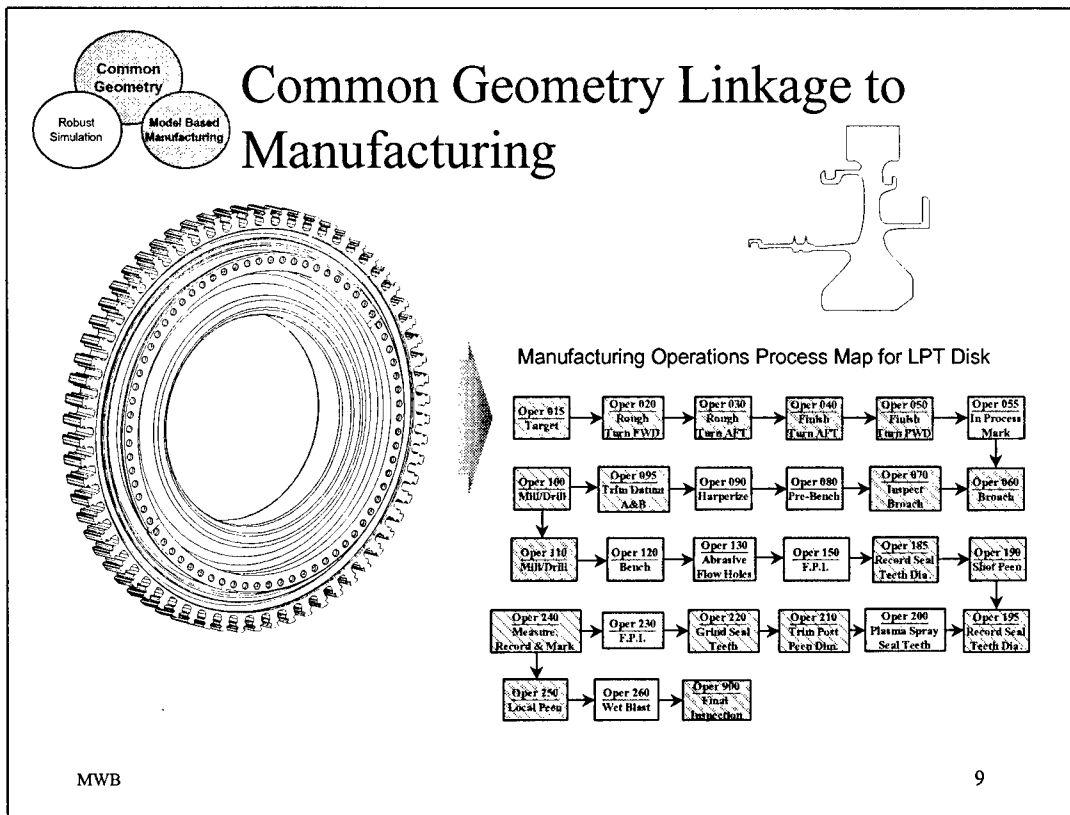 Common
Geometry
Robust
Simulation
Model Based
Manufacturing
Common Geometry Linkage to
Manufacturing
Manufacturing Operations Process Map for LPT Disk
Oper 015
Target
Oper 020
Rough
Turn FWD
Oper 030
Rough
Turn AFT
Oper 040
Finish
Turn AFT
Oper 050
Finish
Turn FWD
Oper 055
In Process
Mark
Oper 100
Mill/Drill
Oper 095
Trim Datum
A&B
Oper 090
Harperize
Oper 080
Pre-Bench
Oper 070
Inspect
Broach
Oper 060
Broach
Oper 110
Mill/Drill
Oper 120
Bench
Oper 130
Abrasive
Flow Holes
Oper 150
F.P.I.
Oper 185
Record Seal
Teeth Dia.
Oper 190
Shot Peen
Oper 240
Measure,
Record & Mark
Oper 230
F.P.I.
Oper 220
Grind Seal
Teeth
Oper 210
Trim Post
Peen Dim.
Oper 200
Plasma Spray
Seal Teeth
Oper 195
Record Seal
Teeth Dia.
Oper 250
Local Peen
Oper 260
Wet Blast
Oper 900
Final
Inspection
MWB
9